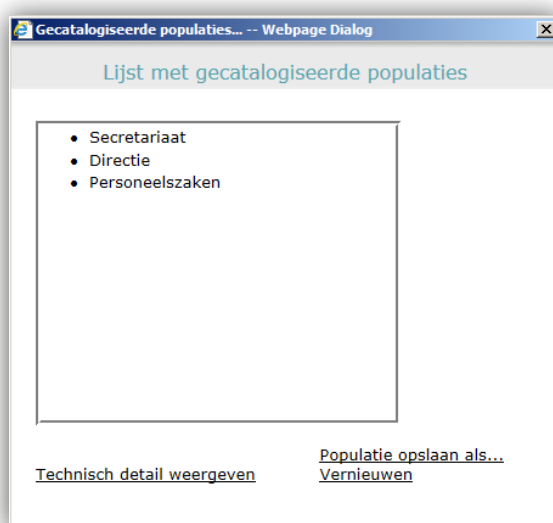 Gecatalogiseerde populaties... -- Webpage Dialog
Lijst met gecatalogiseerde populaties
• Secretariaat
• Directie
• Personeelszaken
Populatie opslaan als...
Technisch detail weergeven Vernieuwen